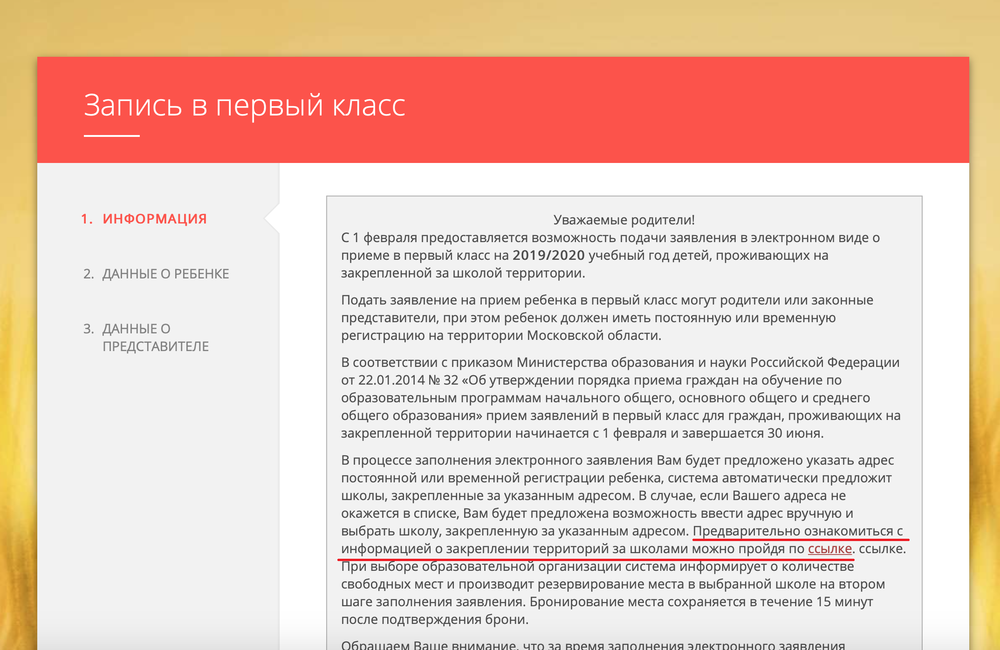 Запись в первый класс
1. ИНФОРМАЦИЯ
2. ДАННЫЕ О РЕБЕНКЕ
3. ДАННЫЕ О
ПРЕДСТАВИТЕЛЕ
Уважаемые родители!
С 1 февраля предоставляется возможность подачи заявления в электронном виде о
приеме в первый класс на 2019/2020 учебный год детей, проживающих на
закрепленной за школой территории.
Подать заявление на прием ребенка в первый класс могут родители или законные
представители, при этом ребенок должен иметь постоянную или временную
регистрацию на территории Московской области.
В соответствии с приказом Министерства образования и науки Российской Федерации
от 22.01.2014 № 32 «Об утверждении порядка приема граждан на обучение по
образовательным программам начального общего, основного общего и среднего
общего образования» прием заявлений в первый класс для граждан, проживающих на
закрепленной территории начинается с 1 февраля и завершается 30 июня.
В процессе заполнения электронного заявления Вам будет предложено указать адрес
постоянной или временной регистрации ребенка, система автоматически предложит
школы, закрепленные за указанным адресом. В случае, если Вашего адреса не
окажется в списке, Вам будет предложена возможность ввести адрес вручную и
выбрать школу, закрепленную за указанным адресом. Предварительно ознакомиться с
информацией о закреплении территорий за школами можно пройдя по ссылке. ссылке.
При выборе образовательной организации система информирует о количестве
свободных мест и производит резервирование места в выбранной школе на втором
шаге заполнения заявления. Бронирование места сохраняется в течение 15 минут
после подтверждения брони.
Обращаем Ваше внимание, что за время заполнения электронного заявления